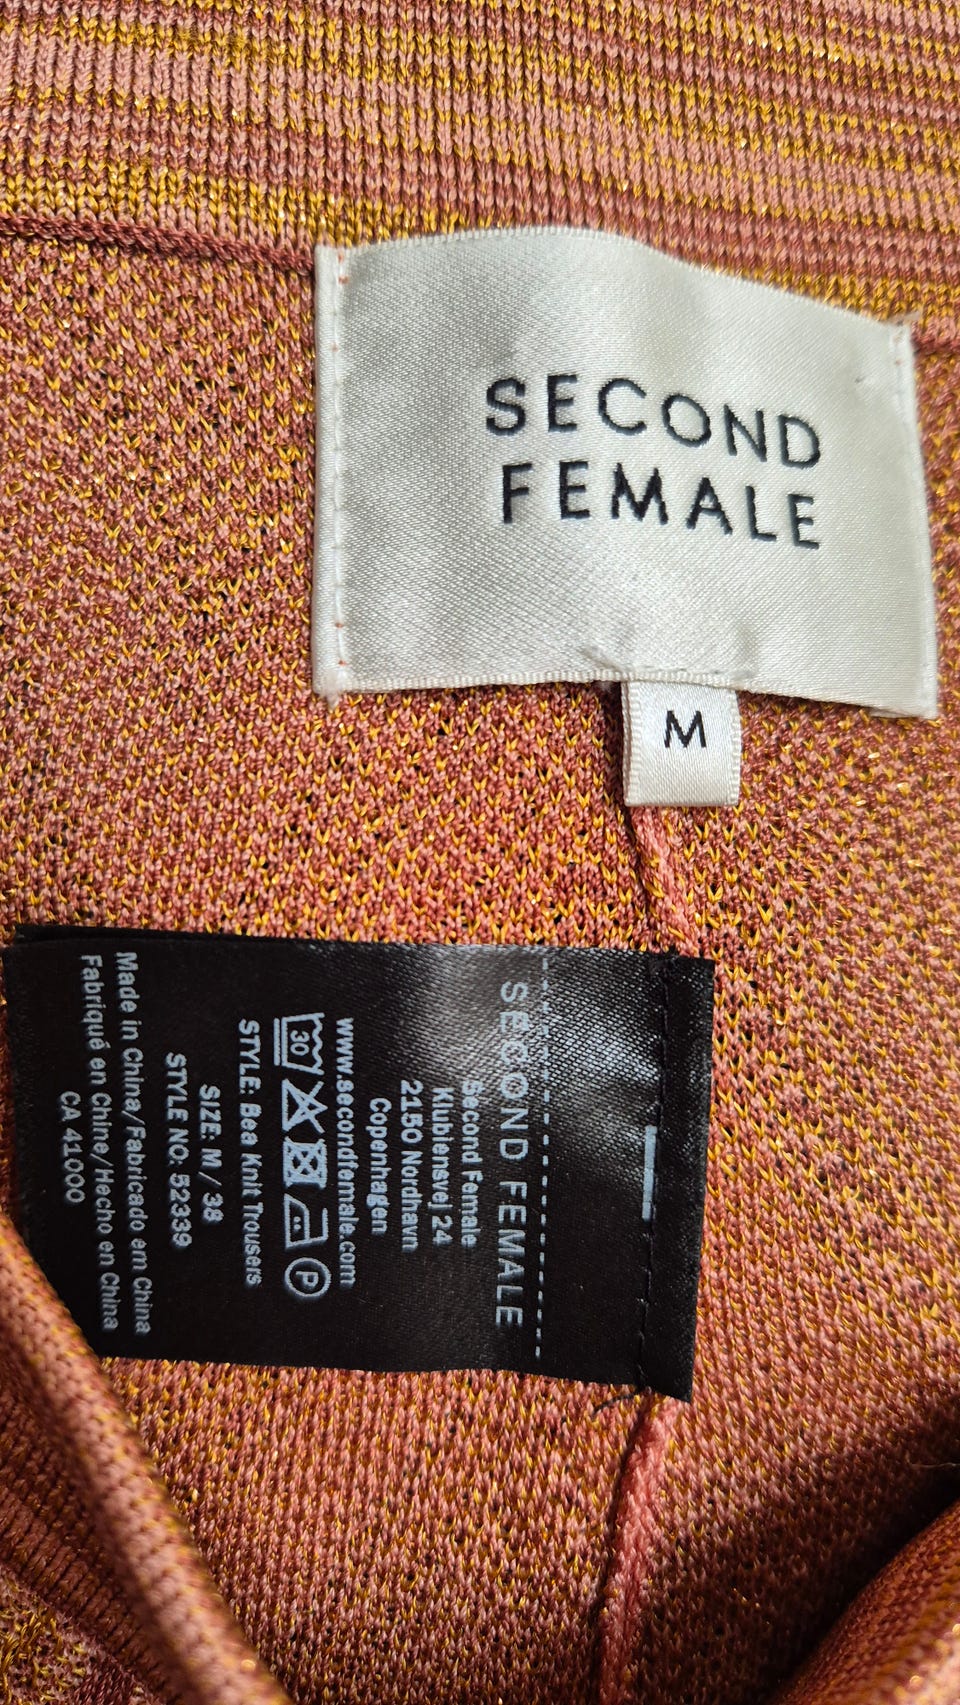 SECOND
FEMALE
M
SECOND FEMALE
Second Female
Klubiensvej 24
2150 Nordhavn
Copenhagen
www.secondfemale.com
30
P
STYLE: Bea Knit Trousers
SIZE: M / 38
STYLE NO: 52339
Made in China/Fabricado em China
Fabriqué en Chine/Hecho en China
CA 41000